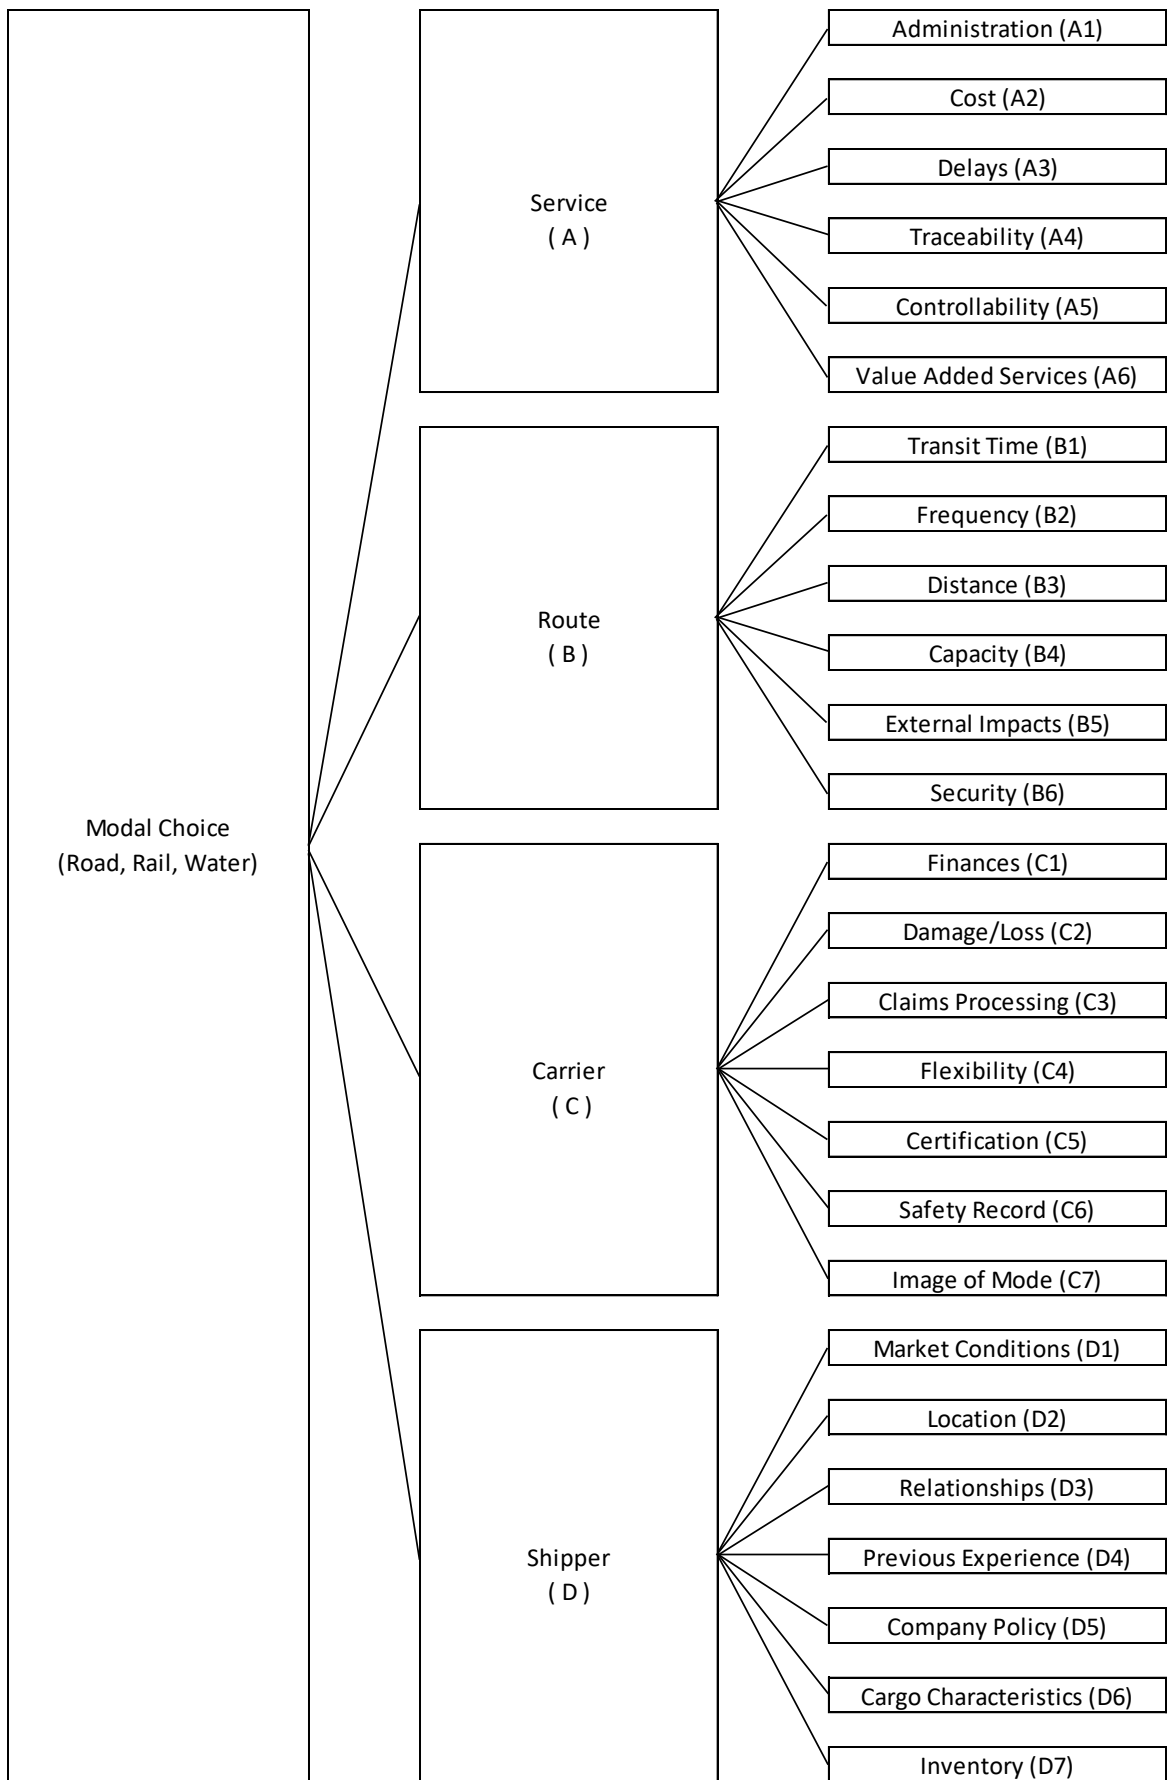 Modal Choice
(Road, Rail, Water)
Service
( A )
Administration (A1)
Cost (A2)
Delays (A3)
Traceability (A4)
Controllability (A5)
Value Added Services (A6)
Route
( B )
Transit Time (B1)
Frequency (B2)
Distance (B3)
Capacity (B4)
External Impacts (B5)
Security (B6)
Carrier
( C )
Finances (C1)
Damage/Loss (C2)
Claims Processing (C3)
Flexibility (C4)
Certification (C5)
Safety Record (C6)
Image of Mode (C7)
Shipper
( D )
Market Conditions (D1)
Location (D2)
Relationships (D3)
Previous Experience (D4)
Company Policy (D5)
Cargo Characteristics (D6)
Inventory (D7)